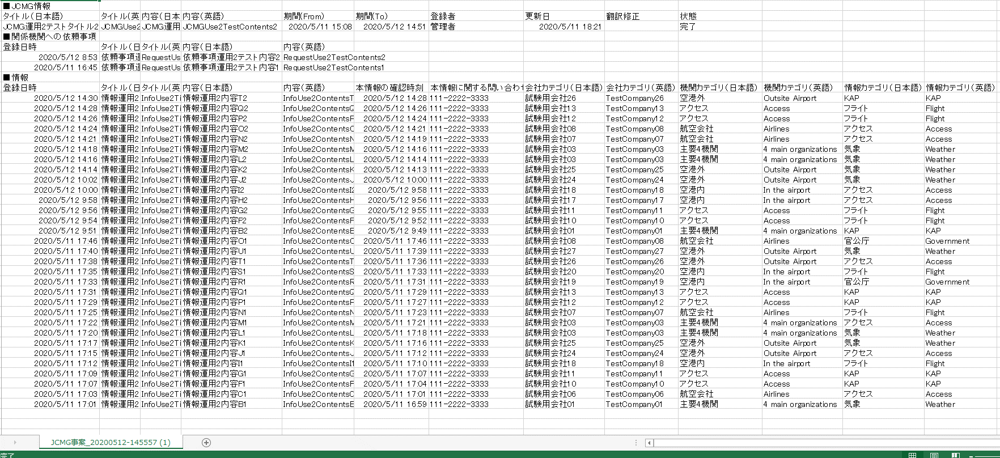 ■JCMG情報
タイトル(日本語) タイトル(英 内容(日本 内容(英語) 期間(From) 期間(To) 登録者 更新日 翻訳修正 状態
JCMG運用2テストタイトル2 JCMGUse2 JCMG運用 JCMGUse2TestContents2 2020/5/11 15:08 2020/5/12 14:51 管理者 2020/5/11 18:21 完了
■関係機関への依頼事項
登録日時 タイトル(日 タイトル(英 内容(日本語) 内容(英語)
2020/5/12 8:53 依頼事項運 RequestUs 依頼事項運用2テスト内容2 RequestUse2TestContents2
2020/5/11 16:45 依頼事項運 RequestUs 依頼事項運用2テスト内容1 RequestUse2TestContents1
■情報
登録日時 タイトル(日 タイトル(英 内容(日本語) 内容(英語) 本情報の確認時刻 本情報に関する問い合わせ 会社カテゴリ(日本語) 会社カテゴリ(英語) 機関カテゴリ(日本語) 機関カテゴリ(英語) 情報カテゴリ(日本語) 情報カテゴリ(英語)
2020/5/12 14:30 情報運用2 InfoUse2Ti 情報運用2内容T2 InfoUse2ContentsT 2020/5/12 14:28 111-2222-3333 試験用会社26 TestCompany26 空港外 Outsite Airport KAP KAP
2020/5/12 14:28 情報運用2 InfoUse2Ti 情報運用2内容Q2 InfoUse2ContentsQ 2020/5/12 14:26 111-2222-3333 試験用会社13 TestCompany13 アクセス Access フライト Flight
2020/5/12 14:26 情報運用2 InfoUse2Ti 情報運用2内容P2 InfoUse2ContentsP 2020/5/12 14:24 111-2222-3333 試験用会社12 TestCompany12 アクセス Access フライト Flight
2020/5/12 14:24 情報運用2 InfoUse2Ti 情報運用2内容O2 InfoUse2ContentsO 2020/5/12 14:21 111-2222-3333 試験用会社08 TestCompany08 航空会社 Airlines アクセス Access
2020/5/12 14:21 情報運用2 InfoUse2Ti 情報運用2内容N2 InfoUse2ContentsN 2020/5/12 14:19 111-2222-3333 試験用会社07 TestCompany07 航空会社 Airlines アクセス Access
2020/5/12 14:18 情報運用2 InfoUse2Ti 情報運用2内容M2 InfoUse2ContentsM 2020/5/12 14:16 111-2222-3333 試験用会社03 TestCompany03 主要4機関 4 main organizations 気象 Weather
2020/5/12 14:16 情報運用2 InfoUse2Ti 情報運用2内容L2 InfoUse2ContentsL 2020/5/12 14:14 111-2222-3333 試験用会社03 TestCompany03 主要4機関 4 main organizations 気象 Weather
2020/5/12 14:14 情報運用2 InfoUse2Ti 情報運用2内容K2 InfoUse2ContentsK 2020/5/12 14:13 111-2222-3333 試験用会社25 TestCompany25 空港外 Outsite Airport 気象 Weather
2020/5/12 10:02 情報運用2 InfoUse2Ti 情報運用2内容J2 InfoUse2ContentsJ 2020/5/12 10:00 111-2222-3333 試験用会社24 TestCompany24 空港外 Outsite Airport 気象 Weather
2020/5/12 10:00 情報運用2 InfoUse2Ti 情報運用2内容I2 InfoUse2ContentsI2 2020/5/12 9:58 111-2222-3333 試験用会社18 TestCompany18 空港内 In the airport アクセス Access
2020/5/12 9:58 情報運用2 InfoUse2Ti 情報運用2内容H2 InfoUse2ContentsH 2020/5/12 9:56 111-2222-3333 試験用会社17 TestCompany17 空港内 In the airport アクセス Access
2020/5/12 9:56 情報運用2 InfoUse2Ti 情報運用2内容G2 InfoUse2ContentsG 2020/5/12 9:55 111-2222-3333 試験用会社11 TestCompany11 アクセス Access フライト Flight
2020/5/12 9:54 情報運用2 InfoUse2Ti 情報運用2内容F2 InfoUse2ContentsF 2020/5/12 9:52 111-2222-3333 試験用会社10 TestCompany10 アクセス Access フライト Flight
2020/5/12 9:51 情報運用2 InfoUse2Ti 情報運用2内容B2 InfoUse2ContentsE 2020/5/12 9:49 111-2222-3333 試験用会社01 TestCompany01 主要4機関 4 main organizations KAP KAP
2020/5/11 17:46 情報運用2 InfoUse2Ti 情報運用2内容O1 InfoUse2ContentsO 2020/5/11 17:46 111-2222-3333 試験用会社08 TestCompany08 航空会社 Airlines 官公庁 Government
2020/5/11 17:40 情報運用2 InfoUse2Ti 情報運用2内容U1 InfoUse2ContentsU 2020/5/11 17:39 111-2222-3333 試験用会社27 TestCompany27 空港外 Outsite Airport 気象 Weather
2020/5/11 17:38 情報運用2 InfoUse2Ti 情報運用2内容T1 InfoUse2ContentsT 2020/5/11 17:36 111-2222-3333 試験用会社26 TestCompany26 空港外 Outsite Airport アクセス Access
2020/5/11 17:35 情報運用2 InfoUse2Ti 情報運用2内容S1 InfoUse2ContentsS 2020/5/11 17:33 111-2222-3333 試験用会社20 TestCompany20 空港内 In the airport フライト Flight
2020/5/11 17:33 情報運用2 InfoUse2Ti 情報運用2内容R1 InfoUse2ContentsR 2020/5/11 17:31 111-2222-3333 試験用会社19 TestCompany19 空港内 In the airport 官公庁 Government
2020/5/11 17:31 情報運用2 InfoUse2Ti 情報運用2内容Q1 InfoUse2ContentsQ 2020/5/11 17:29 111-2222-3333 試験用会社13 TestCompany13 アクセス Access KAP KAP
2020/5/11 17:29 情報運用2 InfoUse2Ti 情報運用2内容P1 InfoUse2ContentsP 2020/5/11 17:27 111-2222-3333 試験用会社12 TestCompany12 アクセス Access KAP KAP
2020/5/11 17:25 情報運用2 InfoUse2Ti 情報運用2内容N1 InfoUse2ContentsN 2020/5/11 17:23 111-2222-3333 試験用会社07 TestCompany07 航空会社 Airlines フライト Flight
2020/5/11 17:22 情報運用2 InfoUse2Ti 情報運用2内容M1 InfoUse2ContentsM 2020/5/11 17:21 111-2222-3333 試験用会社03 TestCompany03 主要4機関 4 main organizations アクセス Access
2020/5/11 17:20 情報運用2 InfoUse2Ti 情報運用2内容L1 InfoUse2ContentsL 2020/5/11 17:18 111-2222-3333 試験用会社03 TestCompany03 主要4機関 4 main organizations 気象 Weather
2020/5/11 17:17 情報運用2 InfoUse2Ti 情報運用2内容K1 InfoUse2ContentsK 2020/5/11 17:16 111-2222-3333 試験用会社25 TestCompany25 空港外 Outsite Airport 気象 Weather
2020/5/11 17:15 情報運用2 InfoUse2Ti 情報運用2内容J1 InfoUse2ContentsJ 2020/5/11 17:12 111-2222-3333 試験用会社24 TestCompany24 空港外 Outsite Airport アクセス Access
2020/5/11 17:12 情報運用2 InfoUse2Ti 情報運用2内容I1 InfoUse2ContentsI1 2020/5/11 17:10 111-2222-3333 試験用会社18 TestCompany18 空港内 In the airport フライト Flight
2020/5/11 17:09 情報運用2 InfoUse2Ti 情報運用2内容G1 InfoUse2ContentsG 2020/5/11 17:07 111-2222-3333 試験用会社11 TestCompany11 アクセス Access KAP KAP
2020/5/11 17:07 情報運用2 InfoUse2Ti 情報運用2内容F1 InfoUse2ContentsF 2020/5/11 17:04 111-2222-3333 試験用会社10 TestCompany10 アクセス Access KAP KAP
2020/5/11 17:03 情報運用2 InfoUse2Ti 情報運用2内容C1 InfoUse2ContentsC 2020/5/11 17:01 111-2222-3333 試験用会社06 TestCompany06 航空会社 Airlines アクセス Access
2020/5/11 17:01 情報運用2 InfoUse2Ti 情報運用2内容B1 InfoUse2ContentsE 2020/5/11 16:59 111-2222-3333 試験用会社01 TestCompany01 主要4機関 4 main organizations 気象 Weather
JCMG事案_20200512-145557 (1)
完了